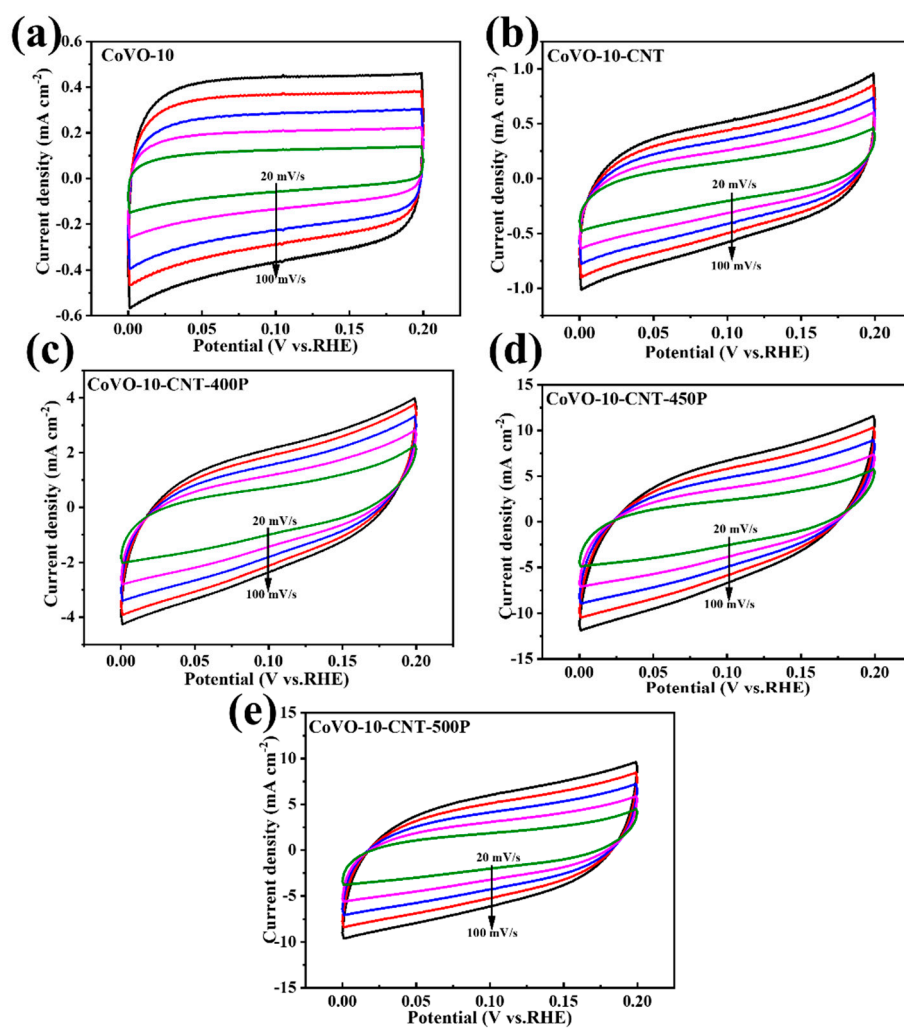 (a)
CoVO-10
Current density (mA cm⁻²)
0.6
0.4
0.2
0.0
-0.2
-0.4
-0.6
20 mV/s
100 mV/s
0.00 0.05 0.10 0.15 0.20
Potential (V vs.RHE)
(b)
CoVO-10-CNT
Current density (mA cm⁻²)
1.0
0.5
0.0
-0.5
-1.0
20 mV/s
100 mV/s
0.00 0.05 0.10 0.15 0.20
Potential (V vs.RHE)
(c)
CoVO-10-CNT-400P
Current density (mA cm⁻²)
4
2
0
-2
-4
20 mV/s
100 mV/s
0.00 0.05 0.10 0.15 0.20
Potential (V vs.RHE)
(d)
CoVO-10-CNT-450P
Current density (mA cm⁻²)
15
10
5
0
-5
-10
-15
20 mV/s
100 mV/s
0.00 0.05 0.10 0.15 0.20
Potential (V vs.RHE)
(e)
CoVO-10-CNT-500P
Current density (mA cm⁻²)
15
10
5
0
-5
-10
-15
20 mV/s
100 mV/s
0.00 0.05 0.10 0.15 0.20
Potential (V vs.RHE)